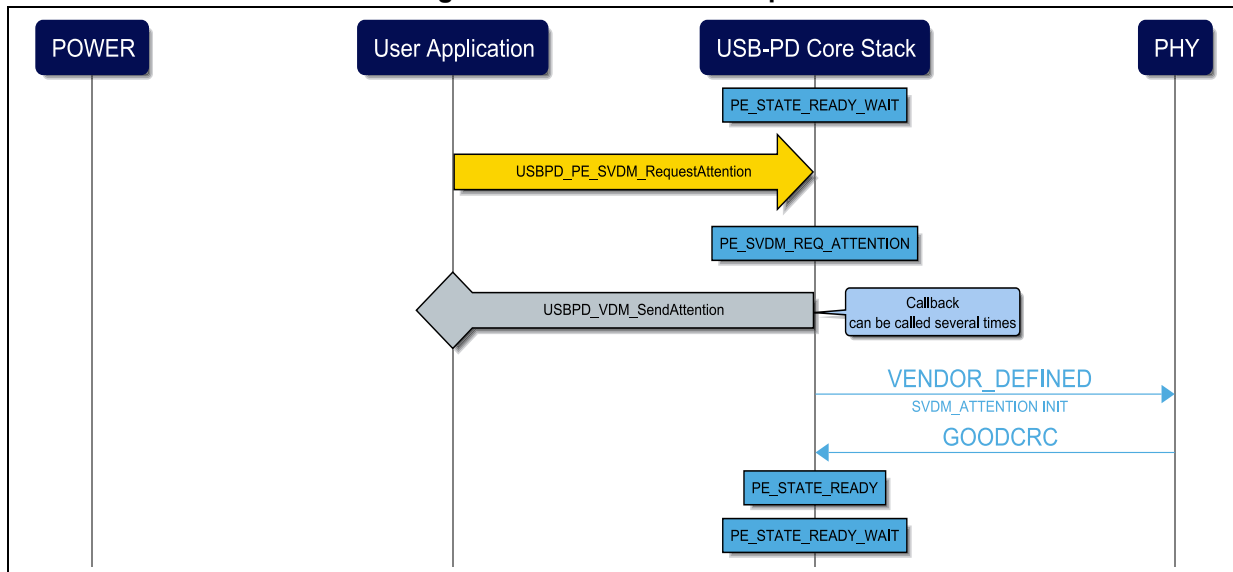 POWER
User Application
USB-PD Core Stack
PHY
PE_STATE_READY_WAIT
USBPD_PE_SVDM_RequestAttention
PE_SVDM_REQ_ATTENTION
USBPD_VDM_SendAttention
Callback
can be called several times
VENDOR_DEFINED
SVDM_ATTENTION INIT
GOODCRC
PE_STATE_READY
PE_STATE_READY_WAIT